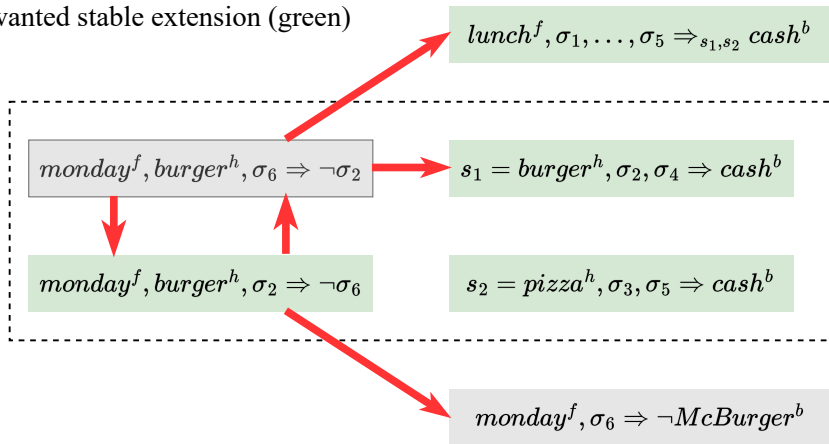 wanted stable extension (green)
lunch^f, σ_1, …, σ_5 ⇒_{s_1,s_2} cash^b
monday^f, burger^h, σ_6 ⇒ ¬σ_2
s_1 = burger^h, σ_2, σ_4 ⇒ cash^b
monday^f, burger^h, σ_2 ⇒ ¬σ_6
s_2 = pizza^h, σ_3, σ_5 ⇒ cash^b
monday^f, σ_6 ⇒ ¬McBurger^b